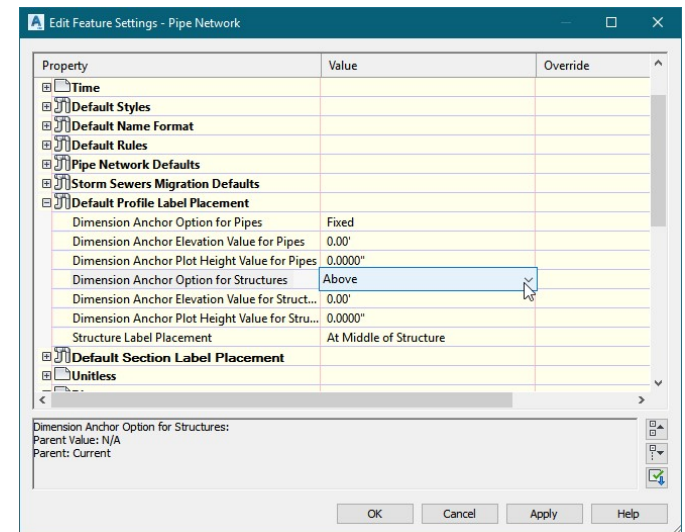 Edit Feature Settings - Pipe Network
Property Value Override
Time
Default Styles
Default Name Format
Default Rules
Pipe Network Defaults
Storm Sewers Migration Defaults
Default Profile Label Placement
Dimension Anchor Option for Pipes Fixed
Dimension Anchor Elevation Value for Pipes 0.00'
Dimension Anchor Plot Height Value for Pipes 0.0000"
Dimension Anchor Option for Structures Above
Dimension Anchor Elevation Value for Struct... 0.00'
Dimension Anchor Plot Height Value for Stru... 0.0000"
Structure Label Placement At Middle of Structure
Default Section Label Placement
Unitless
Dimension Anchor Option for Structures:
Parent Value: N/A
Parent: Current
OK Cancel Apply Help